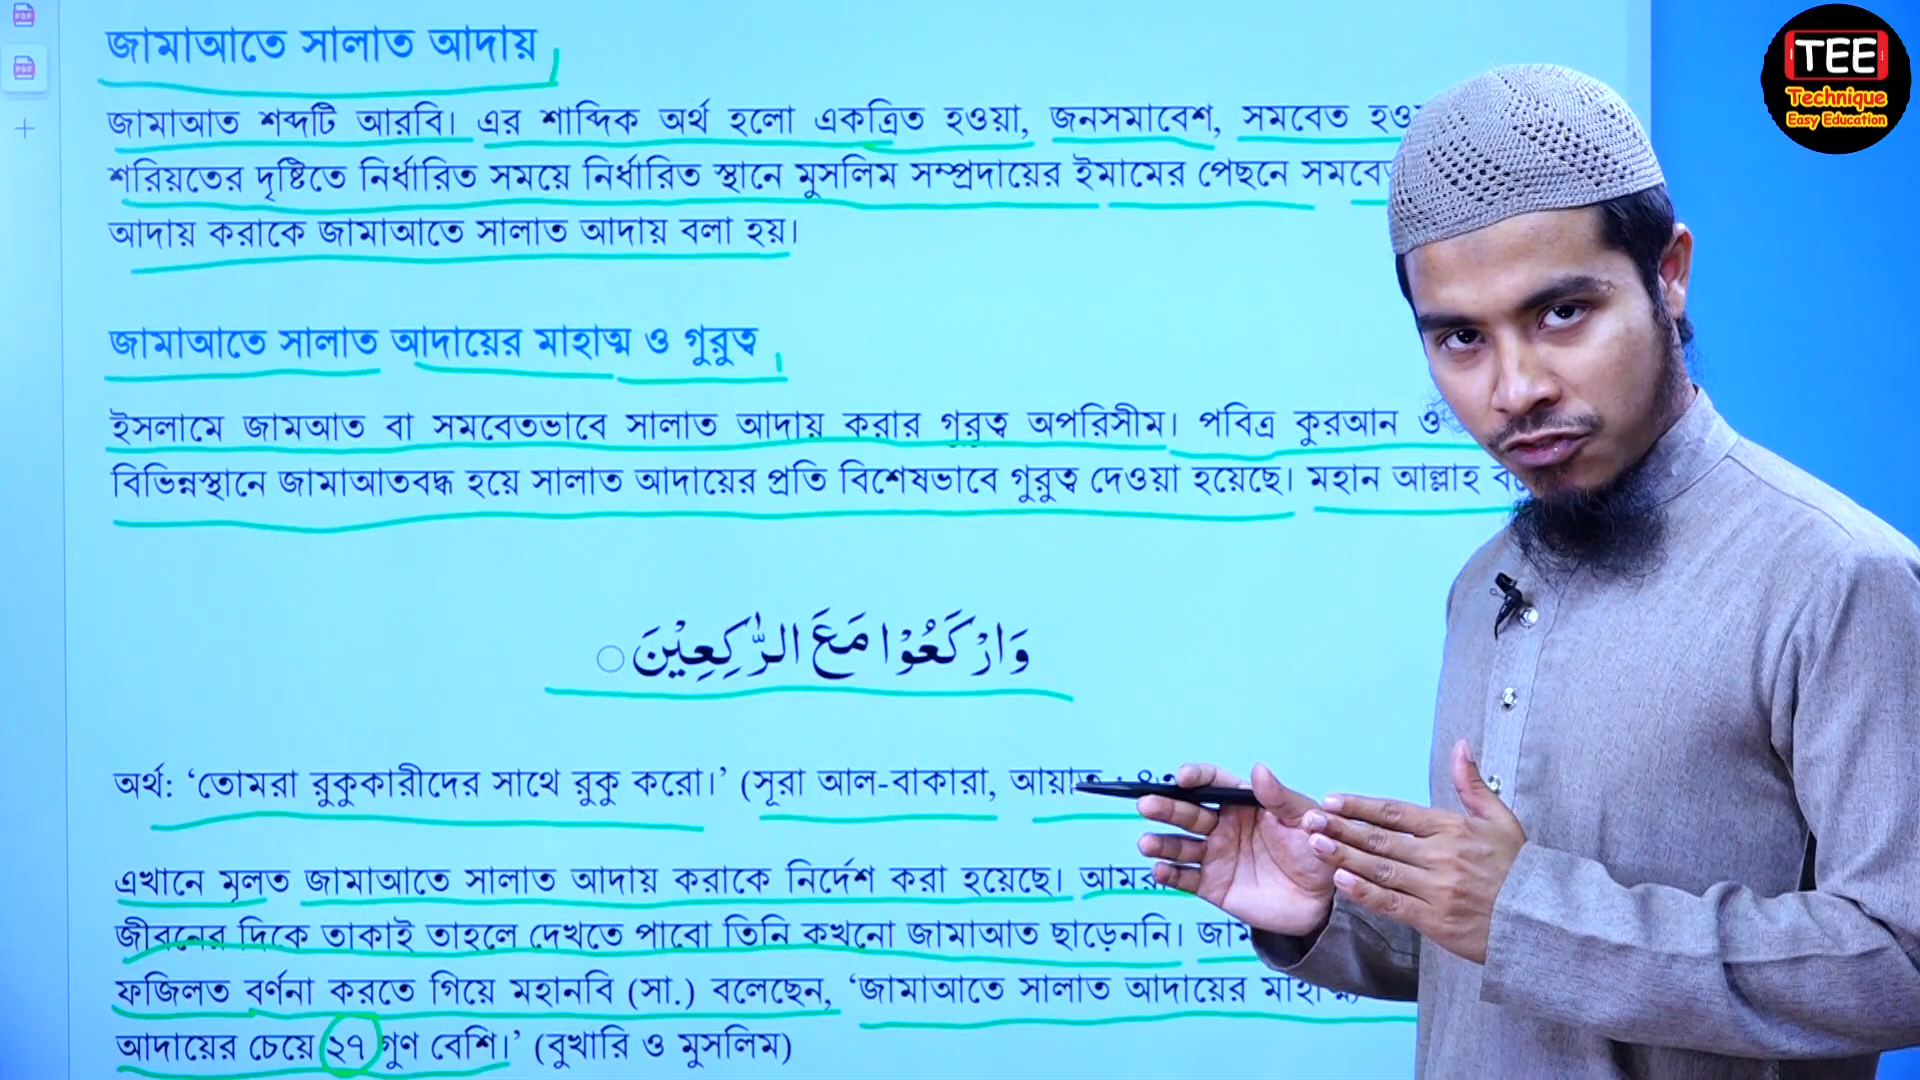 জামাআতে সালাত আদায়
জামাআত শব্দটি আরবি। এর শাব্দিক অর্থ হলো একত্রিত হওয়া, জনসমাবেশ, সমবেত
শরিয়তের দৃষ্টিতে নির্ধারিত সময়ে নির্ধারিত স্থানে মুসলিম সম্প্রদায়ের ইমামের পেছনে
আদায় করাকে জামাআতে সালাত আদায় বলা হয়।
জামাআতে সালাত আদায়ের মাহাত্ম ও গুরুত্ব
ইসলামে জামআত বা সমবেতভাবে সালাত আদায় করার গুরুত্ব অপরিসীম। পবিত্র কুরআন ও
বিভিন্নস্থানে জামাআতবদ্ধ হয়ে সালাত আদায়ের প্রতি বিশেষভাবে গুরুত্ব দেওয়া হয়েছে। মহান আল্লাহ
وَارْكَعُوْا مَعَ الرّٰكِعِيْنَ
অর্থ: ‘তোমরা রুকুকারীদের সাথে রুকু করো।’ (সূরা আল-বাকারা,
এখানে মূলত জামাআতে সালাত আদায় করাকে নির্দেশ করা হয়েছে।
জীবনের দিকে তাকাই তাহলে দেখতে পাবো তিনি কখনো জামাআত ছাড়েননি।
ফজিলত বর্ণনা করতে গিয়ে মহানবি (সা.) বলেছেন, ‘জামাআতে সালাত আদায়ের
আদায়ের চেয়ে ২৭ গুণ বেশি।’ (বুখারি ও মুসলিম)
TEE
Technique
Easy Education